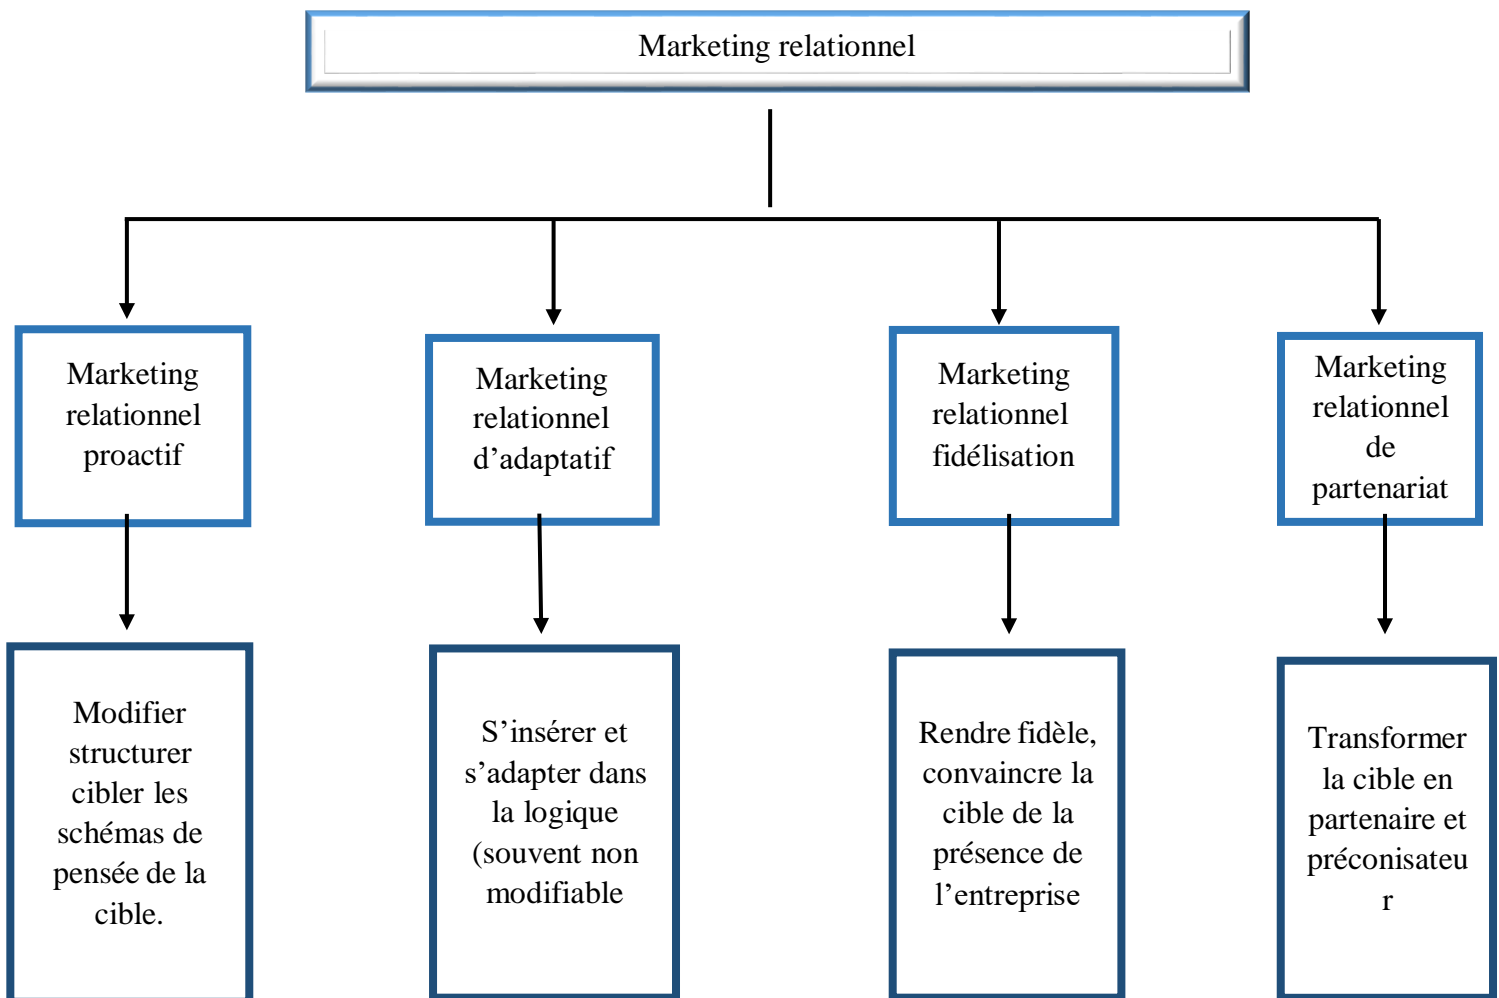 Marketing relationnel
Marketing
relationnel
proactif
Marketing
relationnel
d’adaptatif
Marketing
relationnel
fidélisation
Marketing
relationnel
de
partenariat
Modifier
structurer
cibler les
schémas de
pensée de la
cible.
S’insérer et
s’adapter dans
la logique
(souvent non
modifiable
Rendre fidèle,
convaincre la
cible de la
présence de
l’entreprise
Transformer
la cible en
partenaire et
préconisateu
r